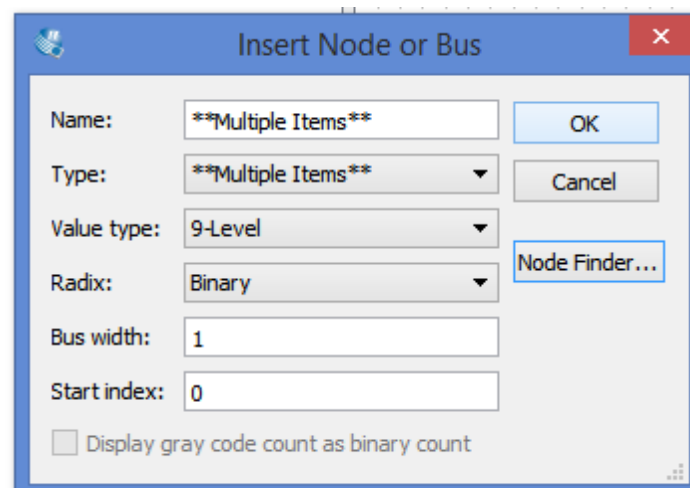 Insert Node or Bus
Name: **Multiple Items** OK
Type: **Multiple Items** Cancel
Value type: 9-Level
Node Finder...
Radix: Binary
Bus width: 1
Start index: 0
Display gray code count as binary count